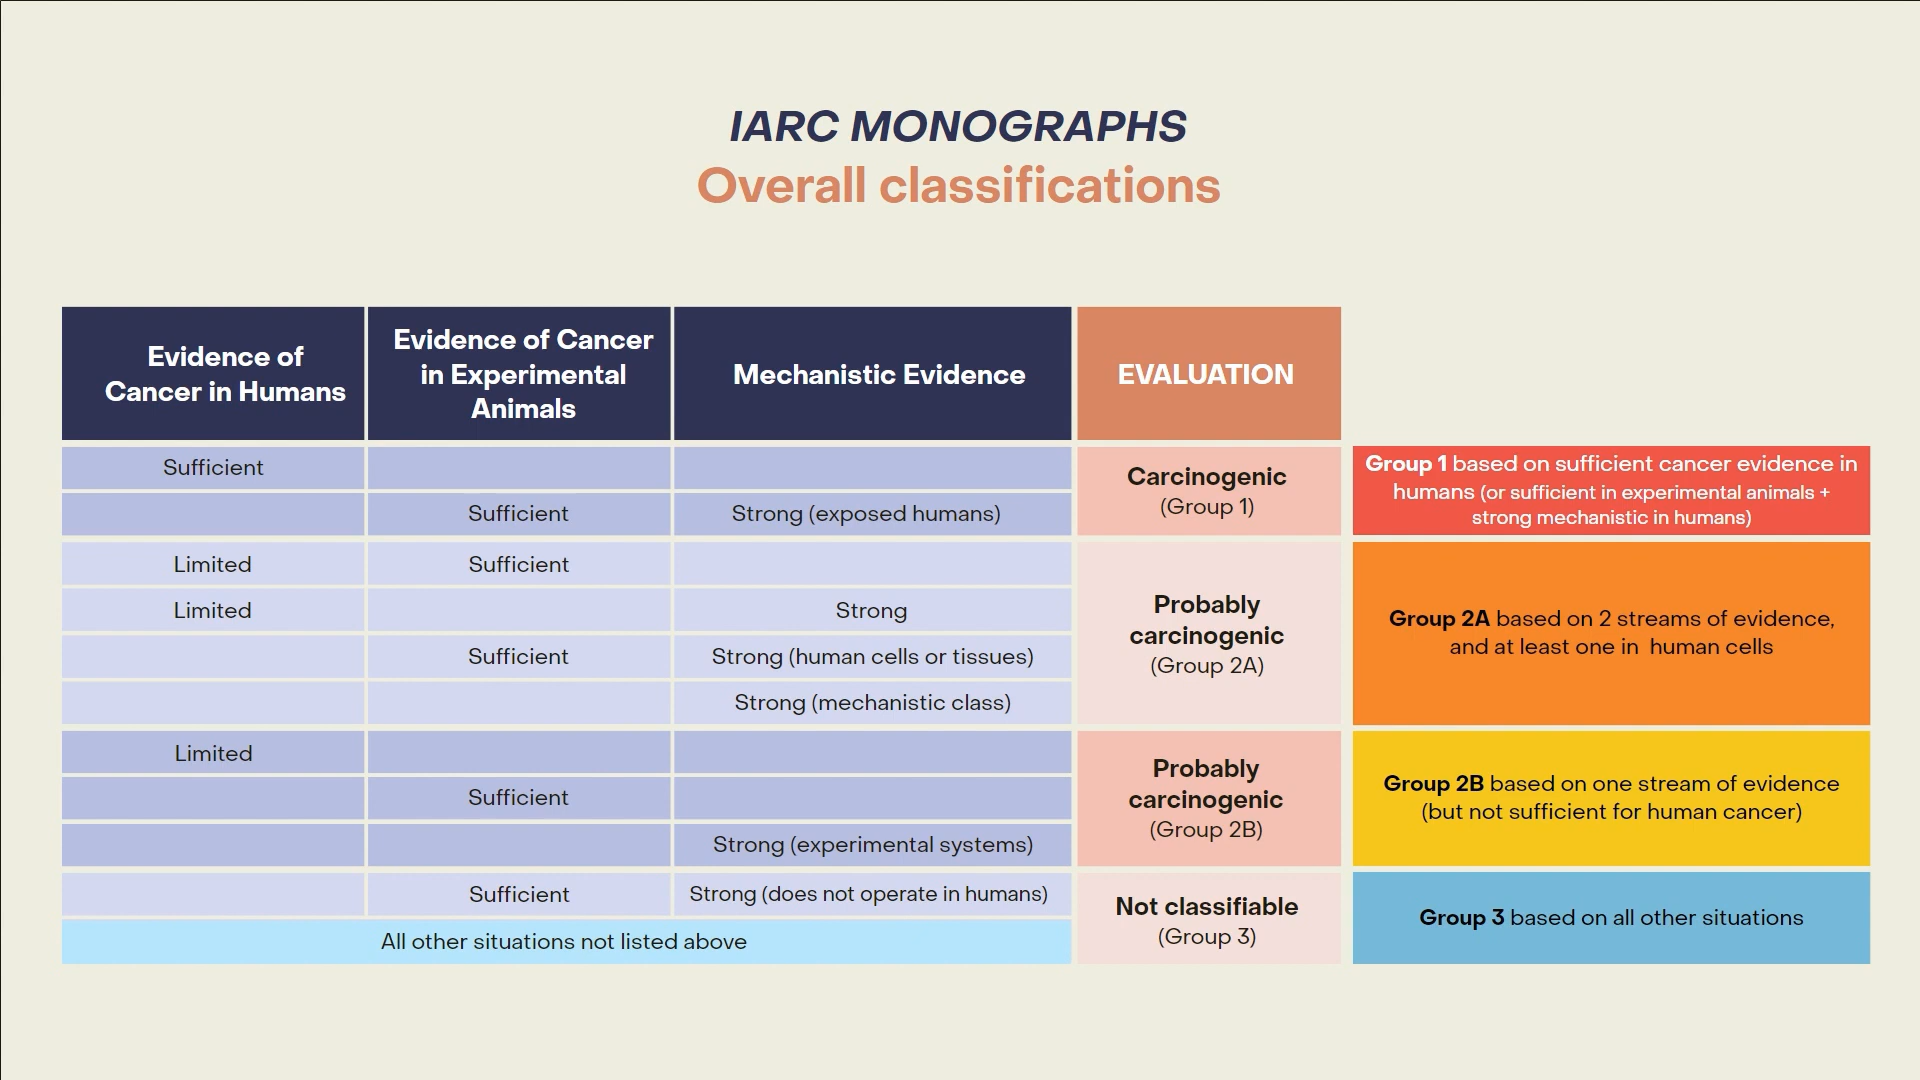 IARC MONOGRAPHS
Overall classifications
Evidence of
Cancer in Humans
Evidence of Cancer
in Experimental
Animals
Mechanistic Evidence
EVALUATION
Sufficient
Sufficient
Strong (exposed humans)
Carcinogenic
(Group 1)
Group 1 based on sufficient cancer evidence in
humans (or sufficient in experimental animals +
strong mechanistic in humans)
Limited
Sufficient
Limited
Strong
Sufficient
Strong (human cells or tissues)
Strong (mechanistic class)
Probably
carcinogenic
(Group 2A)
Group 2A based on 2 streams of evidence,
and at least one in human cells
Limited
Sufficient
Strong (experimental systems)
Probably
carcinogenic
(Group 2B)
Group 2B based on one stream of evidence
(but not sufficient for human cancer)
Sufficient
Strong (does not operate in humans)
All other situations not listed above
Not classifiable
(Group 3)
Group 3 based on all other situations